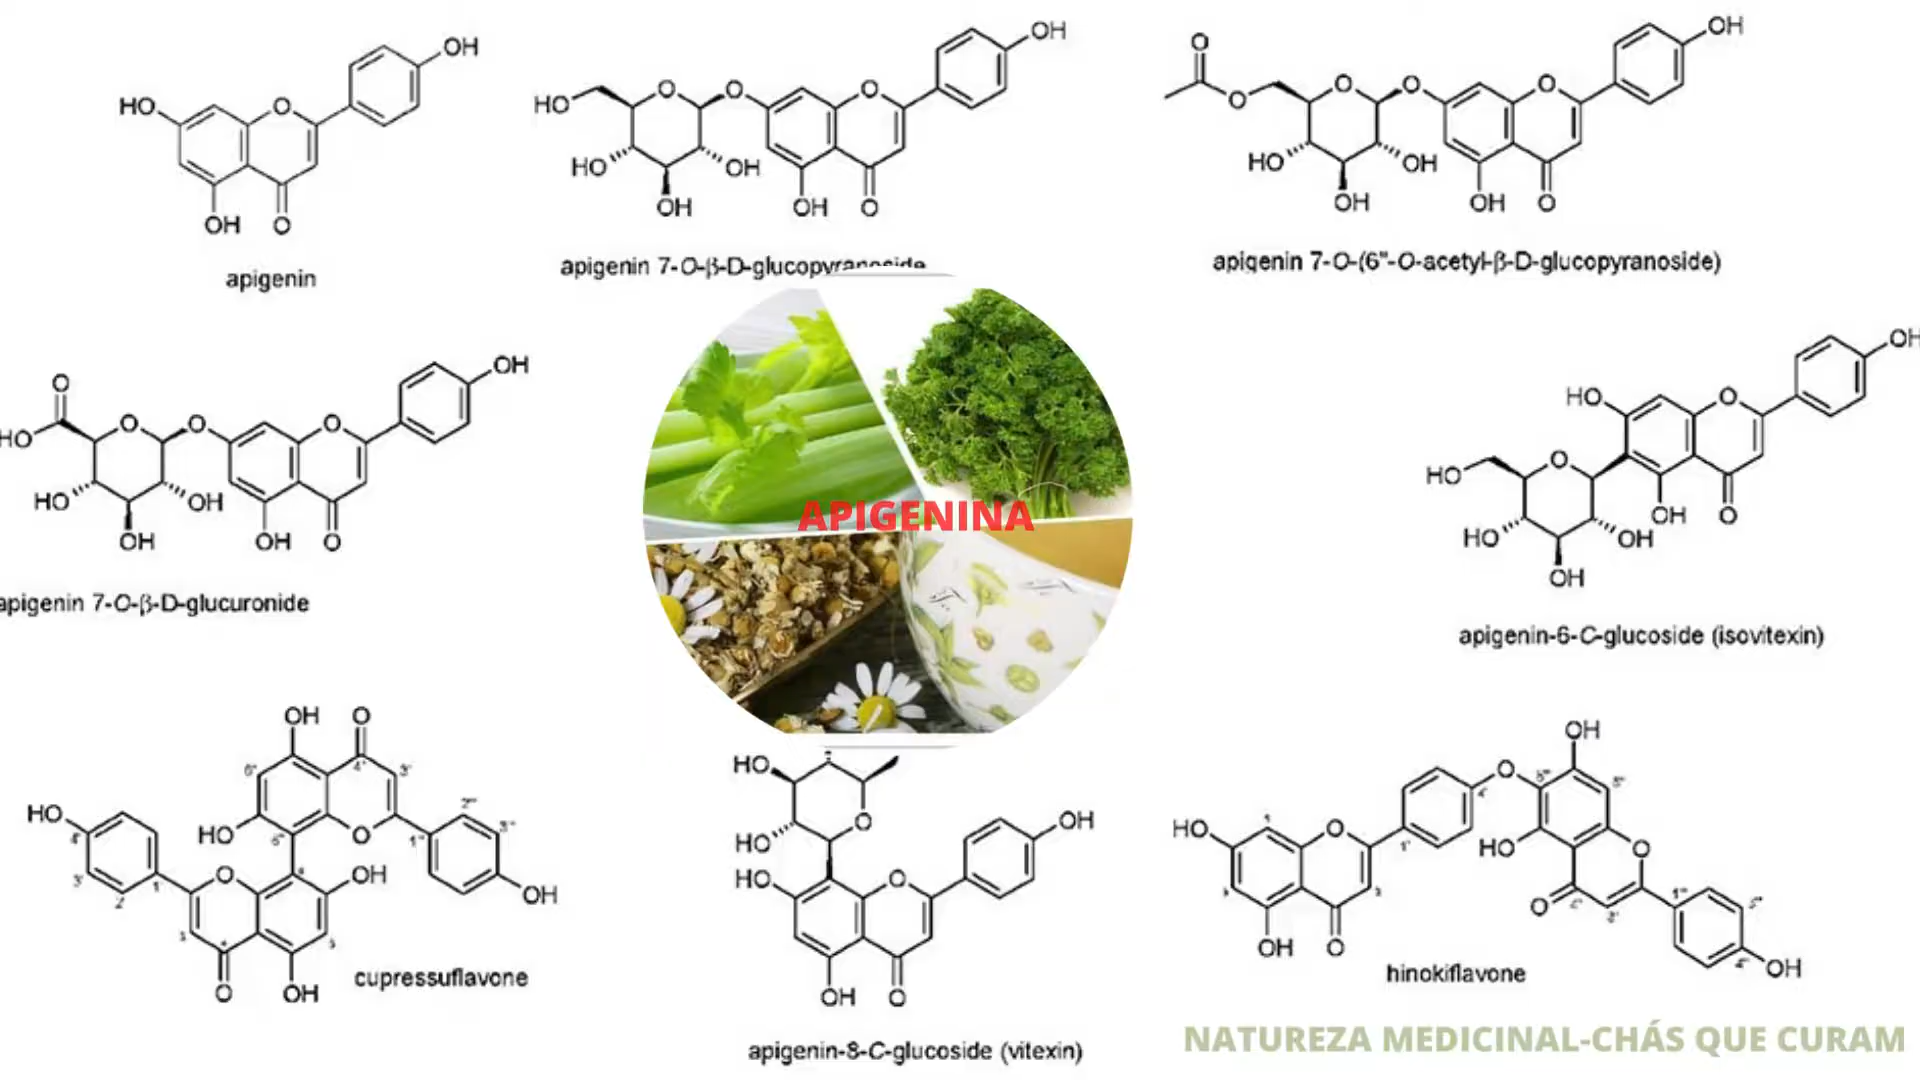 apigenin
apigenin 7-O-β-D-glucopyranoside
apigenin 7-O-(6"-O-acetyl-β-D-glucopyranoside)
apigenin 7-O-β-D-glucuronide
APIGENINA
apigenin-6-C-glucoside (isovitexin)
cupressuflavone
apigenin-8-C-glucoside (vitexin)
hinokiflavone
NATUREZA MEDICINAL-CHÁS QUE CURAM